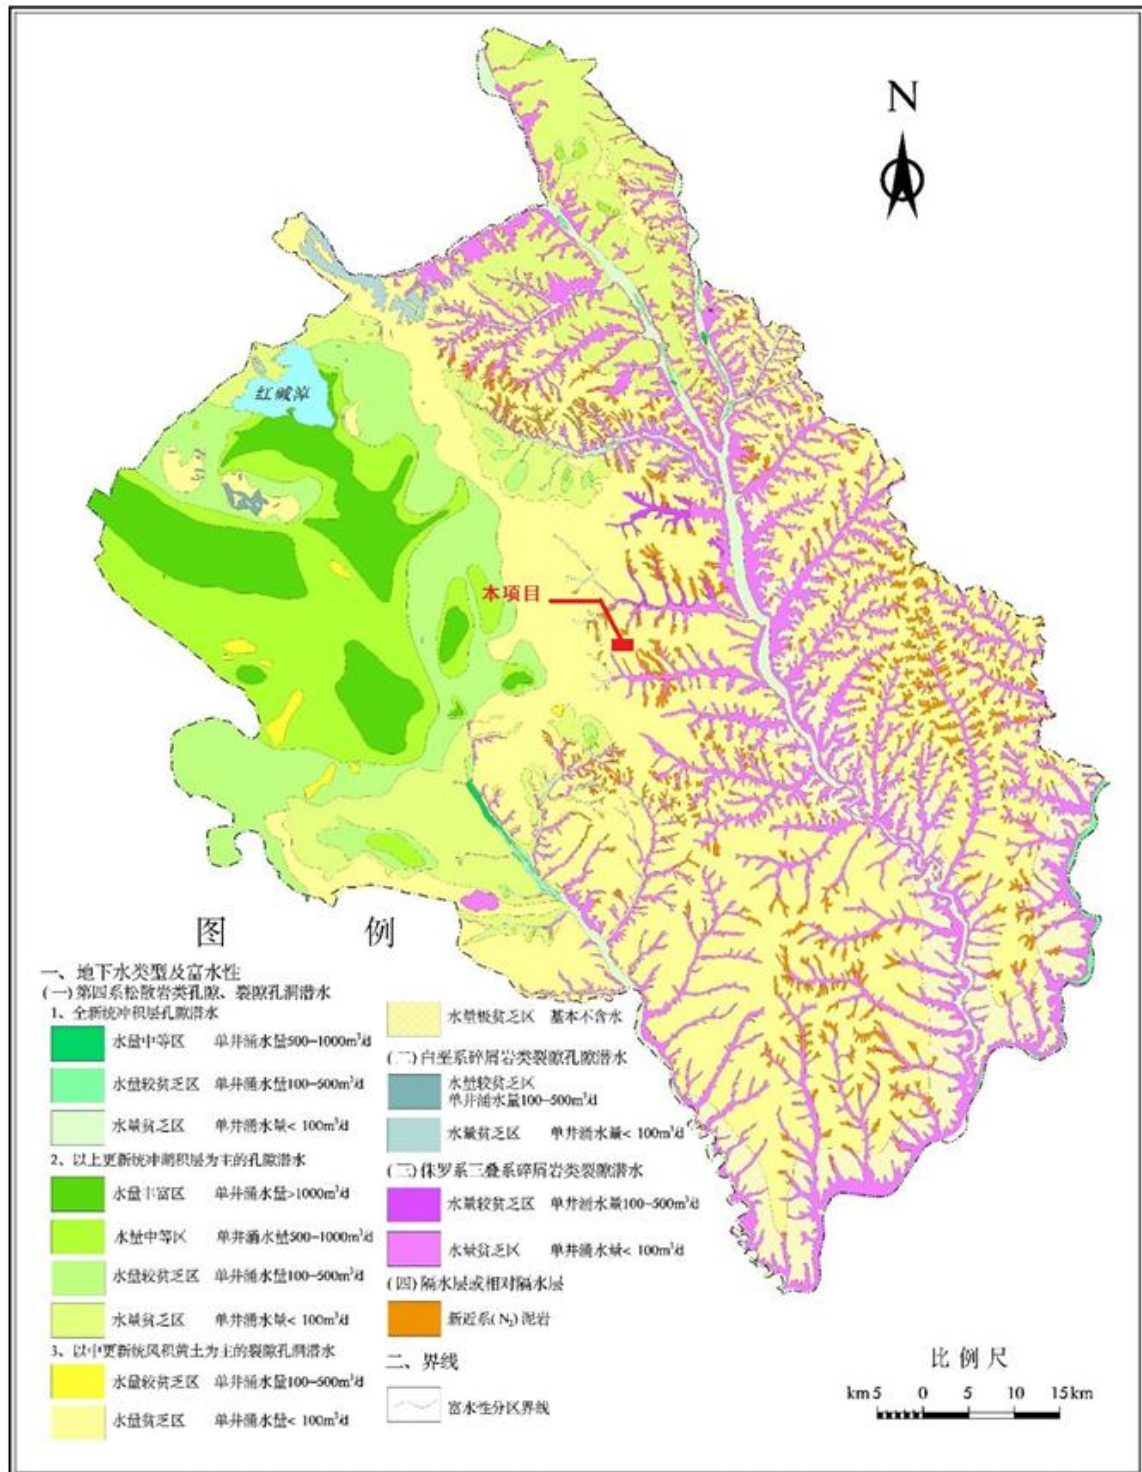 N
红碱淖
本项目
图 例
一、地下水类型及富水性
(一)第四系松散岩类孔隙、裂隙孔洞潜水
1、全新统冲积层孔隙潜水
水量中等区 单井涌水量500-1000m³/d
水量较贫乏区 单井涌水量100-500m³/d
水量贫乏区 单井涌水量< 100m³/d
2、以上更新统冲湖积层为主的孔隙潜水
水量丰富区 单井涌水量>1000m³/d
水量中等区 单井涌水量500-1000m³/d
水量较贫乏区 单井涌水量100-500m³/d
水量贫乏区 单井涌水量< 100m³/d
3、以中更新统风积黄土为主的裂隙孔洞潜水
水量较贫乏区 单井涌水量100-500m³/d
水量贫乏区 单井涌水量< 100m³/d
水量极贫乏区 基本不含水
(二)白垩系碎屑岩类裂隙孔隙潜水
水量较贫乏区
单井涌水量100-500m³/d
水量贫乏区 单井涌水量< 100m³/d
(三)侏罗系三叠系碎屑岩类裂隙潜水
水量较贫乏区 单井涌水量100-500m³/d
水量贫乏区 单井涌水量< 100m³/d
(四)隔水层或相对隔水层
新近系(N₂)泥岩
二、界线
富水性分区界线
比 例 尺
km 5 0 5 10 15km